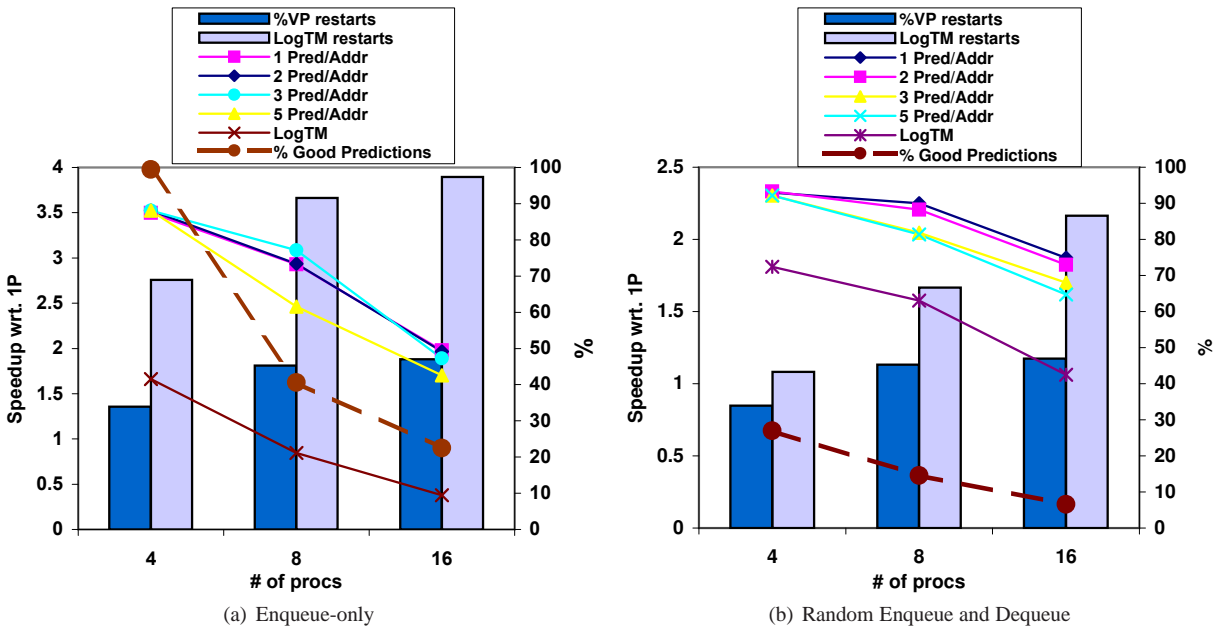 %VP restarts
LogTM restarts
1 Pred/Addr
2 Pred/Addr
3 Pred/Addr
5 Pred/Addr
LogTM
% Good Predictions
4
3.5
3
2.5
2
1.5
1
0.5
0
Speedup wrt. 1P
100
90
80
70
60
50
40
30
20
10
0
%
4
8
16
# of procs
(a) Enqueue-only
%VP restarts
LogTM restarts
1 Pred/Addr
2 Pred/Addr
3 Pred/Addr
5 Pred/Addr
LogTM
% Good Predictions
2.5
2
1.5
1
0.5
0
Speedup wrt. 1P
100
90
80
70
60
50
40
30
20
10
0
%
4
8
16
# of procs
(b) Random Enqueue and Dequeue